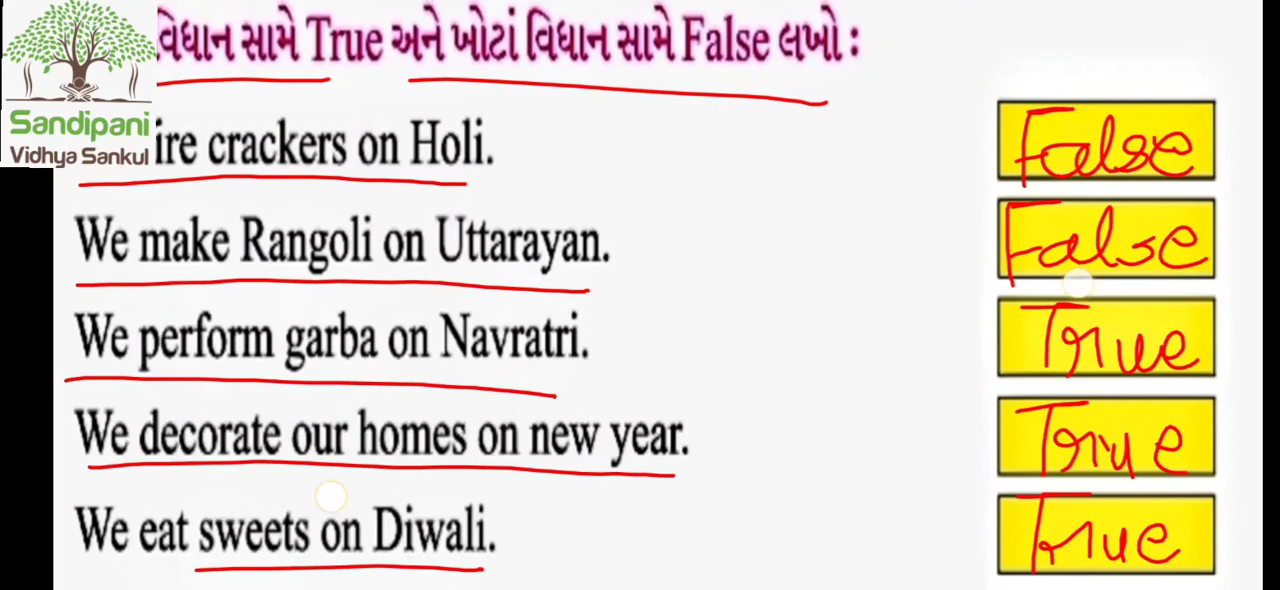 વિધાન સામે True અને ખોટાં વિધાન સામે False લખો :
Sandipani
Vidhya Sankul
ire crackers on Holi. False
We make Rangoli on Uttarayan. False
We perform garba on Navratri. True
We decorate our homes on new year. True
We eat sweets on Diwali. True